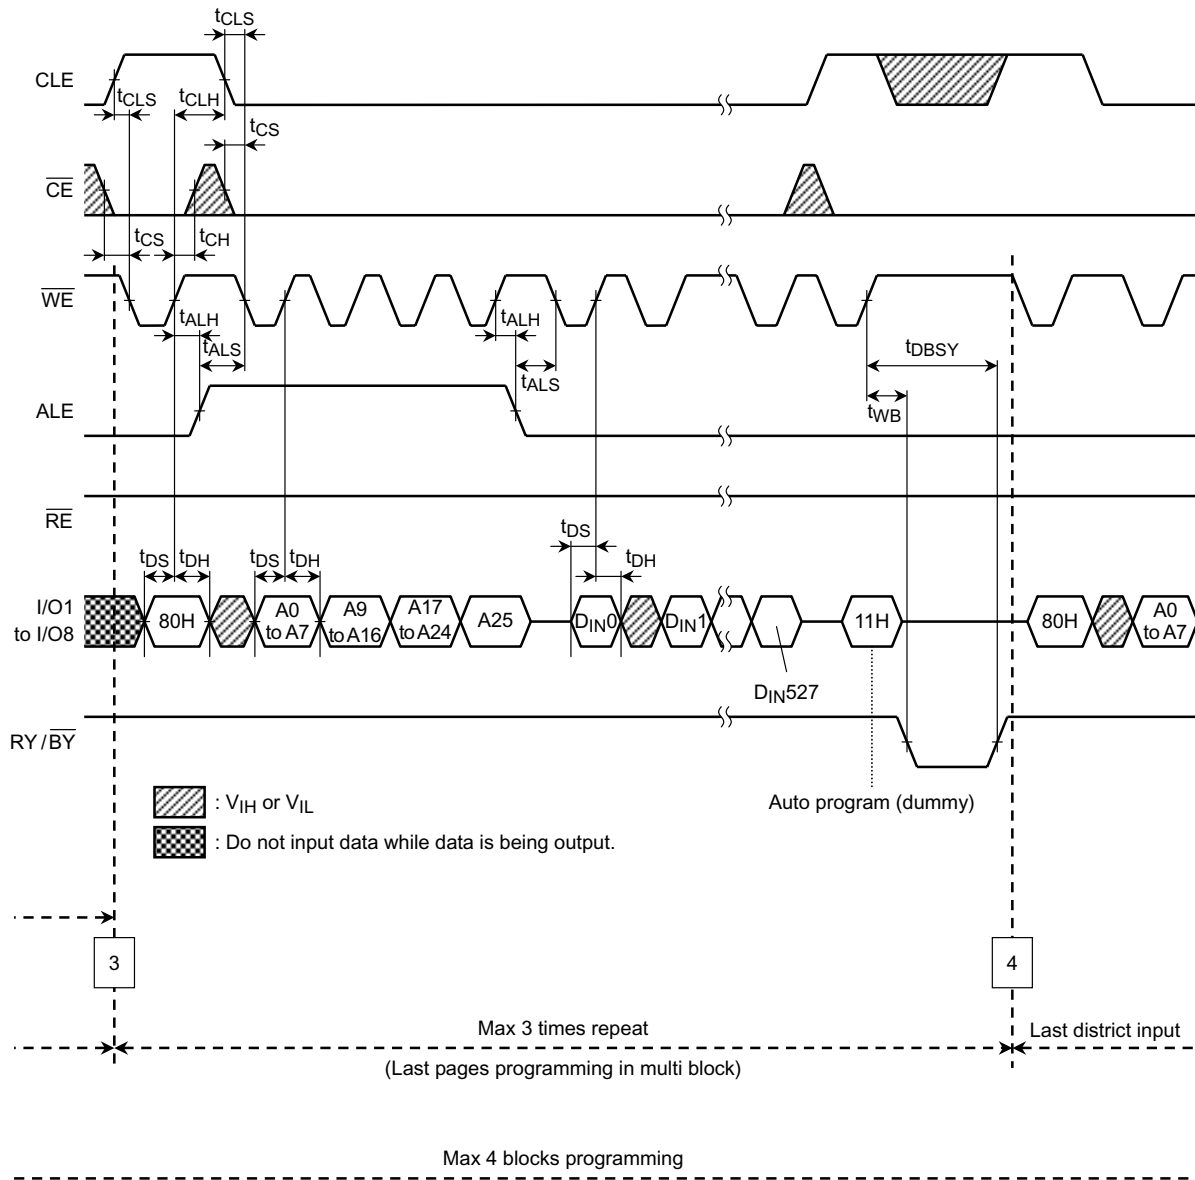 tCLS
CLE
tCLS
tCLH
tCS
CE
tCS
tCH
WE
tALH
tALS
tALH
tALS
tDBSY
tWB
ALE
RE
tDS
tDH
tDS
tDH
tDS
tDH
I/O1
to I/O8
80H
A0
to A7
A9
to A16
A17
to A24
A25
DIN0
DIN1
DIN527
11H
80H
A0
to A7
RY/BY
Auto program (dummy)
: VIH or VIL
: Do not input data while data is being output.
3
4
Max 3 times repeat
Last district input
(Last pages programming in multi block)
Max 4 blocks programming